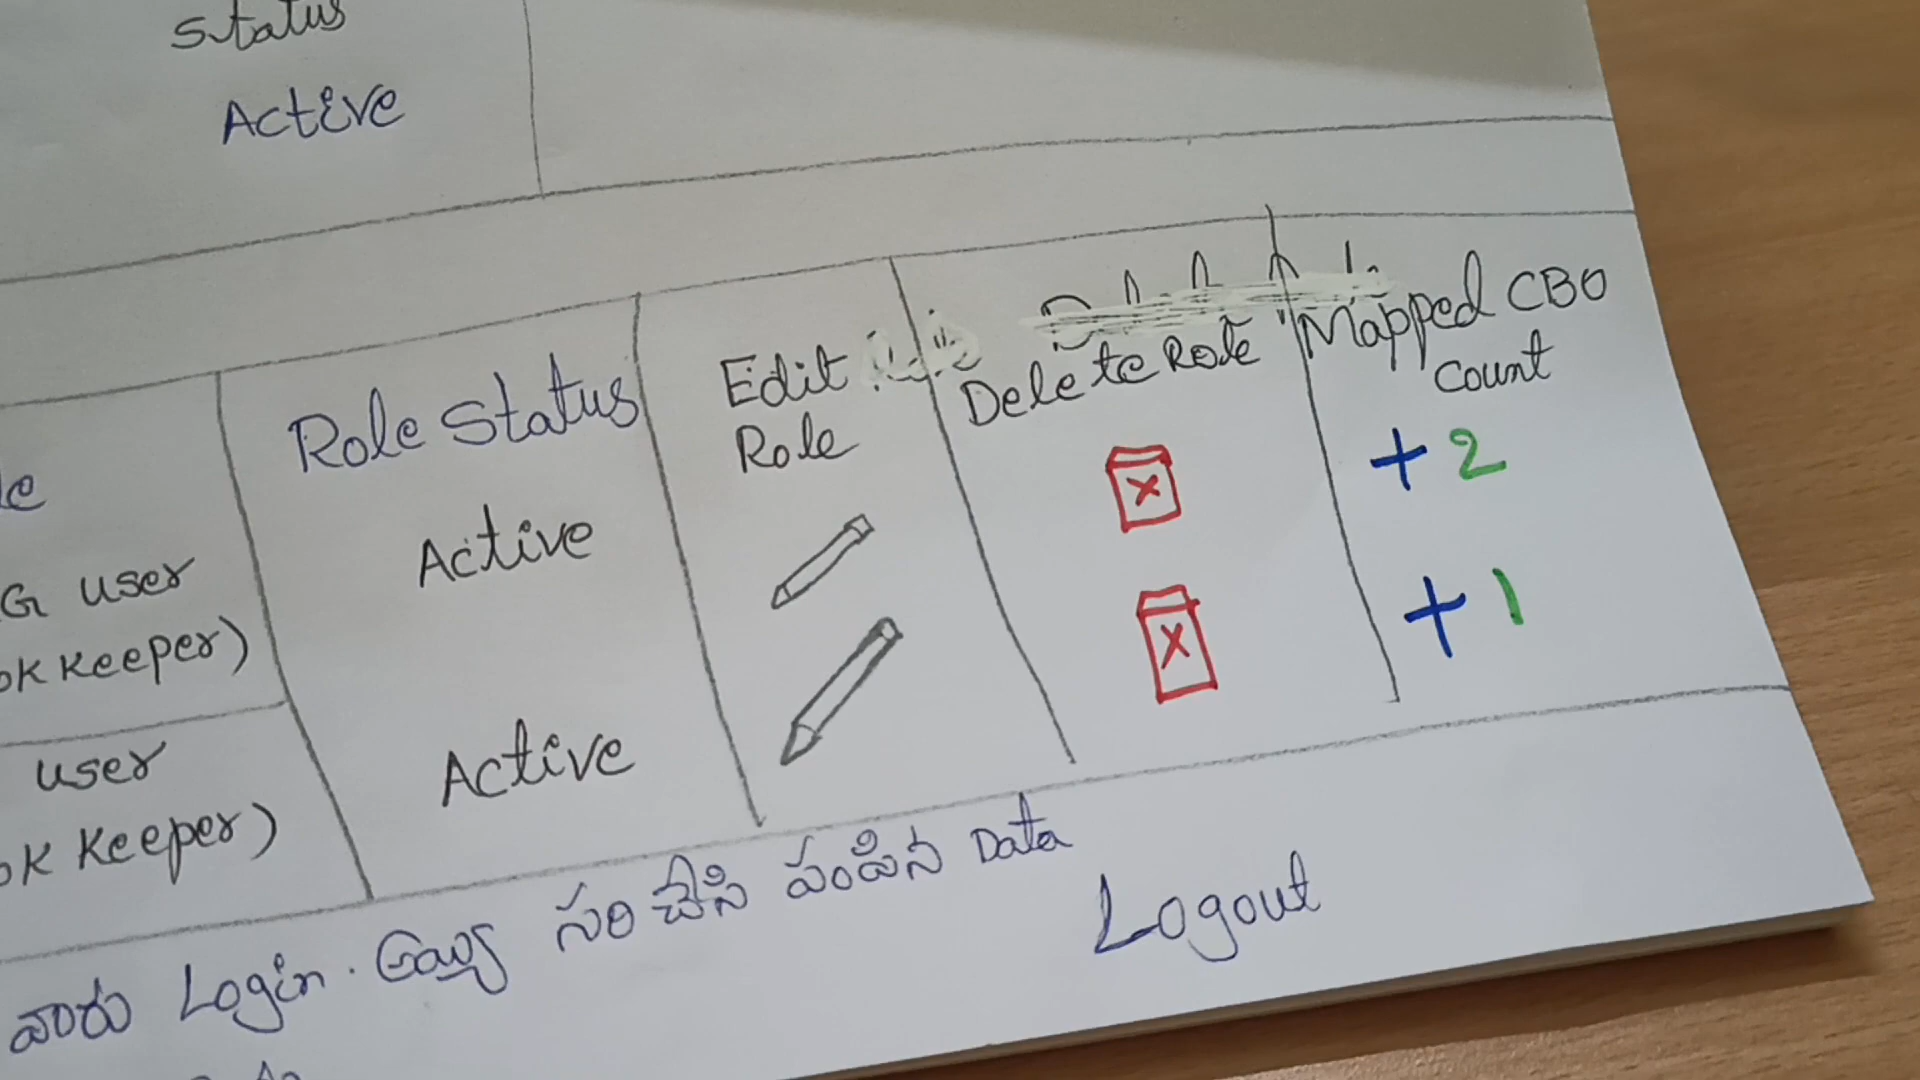 Status
Active
Role Status
Edit
Role
Delete Role
Mapped CBO
Count
Active
+ 2
G user
ok Keeper)
Active
+ 1
user
ok Keeper)
వారు Login. అయ్యి సరి చేసి పంపిన Data
Logout